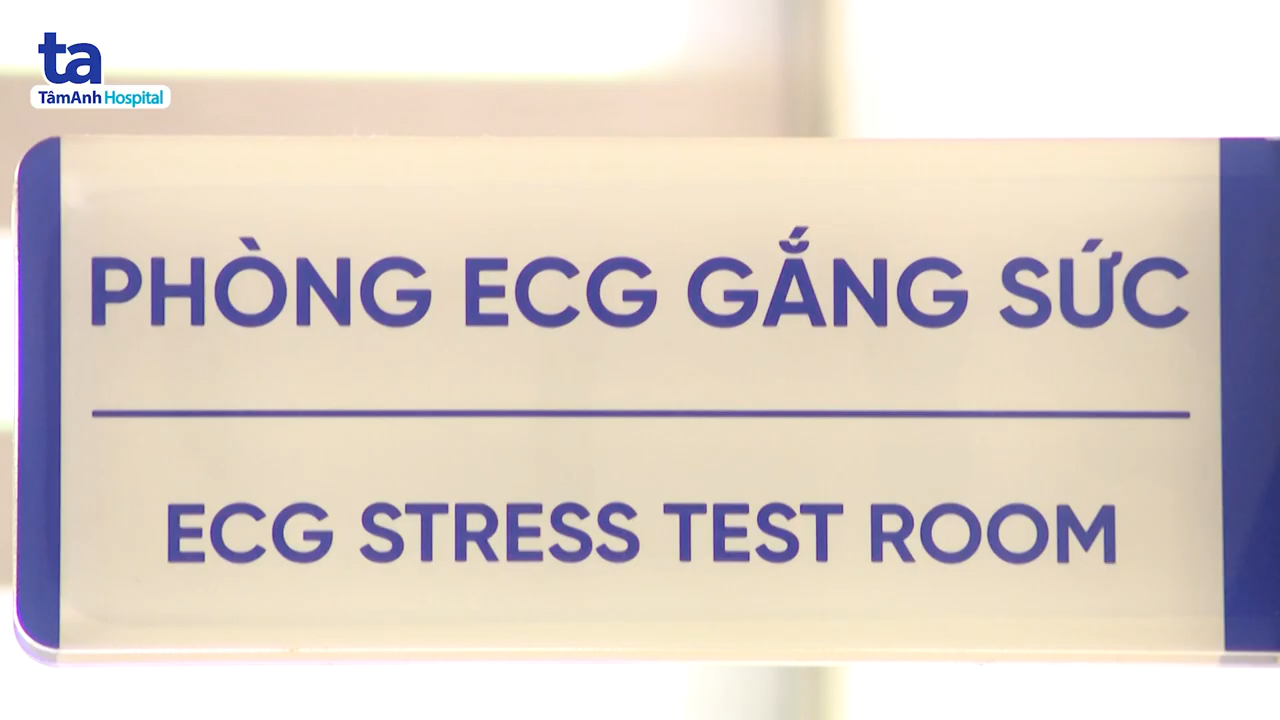 ta
TâmAnh Hospital
PHÒNG ECG GẮNG SỨC
ECG STRESS TEST ROOM